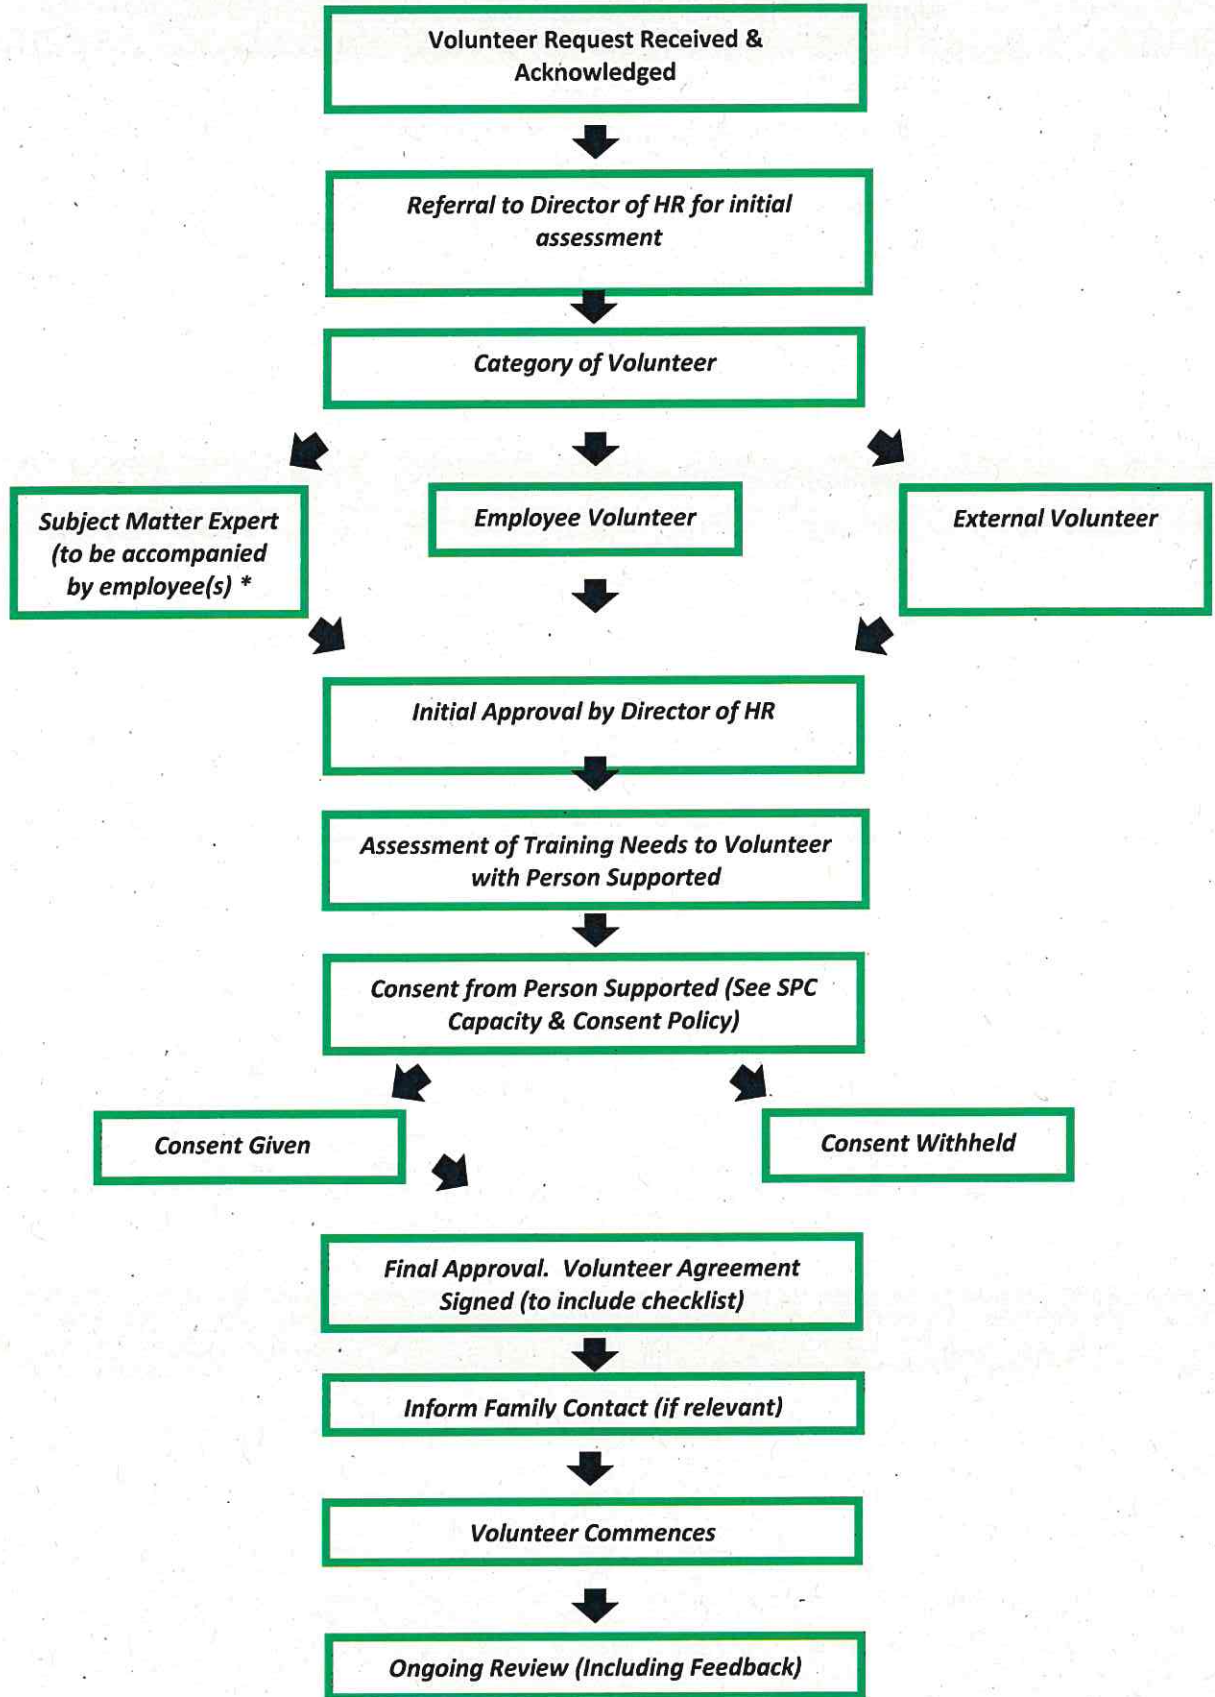 Volunteer Request Received &
Acknowledged
Referral to Director of HR for initial
assessment
Category of Volunteer
Subject Matter Expert
(to be accompanied
by employee(s) *
Employee Volunteer
External Volunteer
Initial Approval by Director of HR
Assessment of Training Needs to Volunteer
with Person Supported
Consent from Person Supported (See SPC
Capacity & Consent Policy)
Consent Given
Consent Withheld
Final Approval. Volunteer Agreement
Signed (to include checklist)
Inform Family Contact (if relevant)
Volunteer Commences
Ongoing Review (Including Feedback)